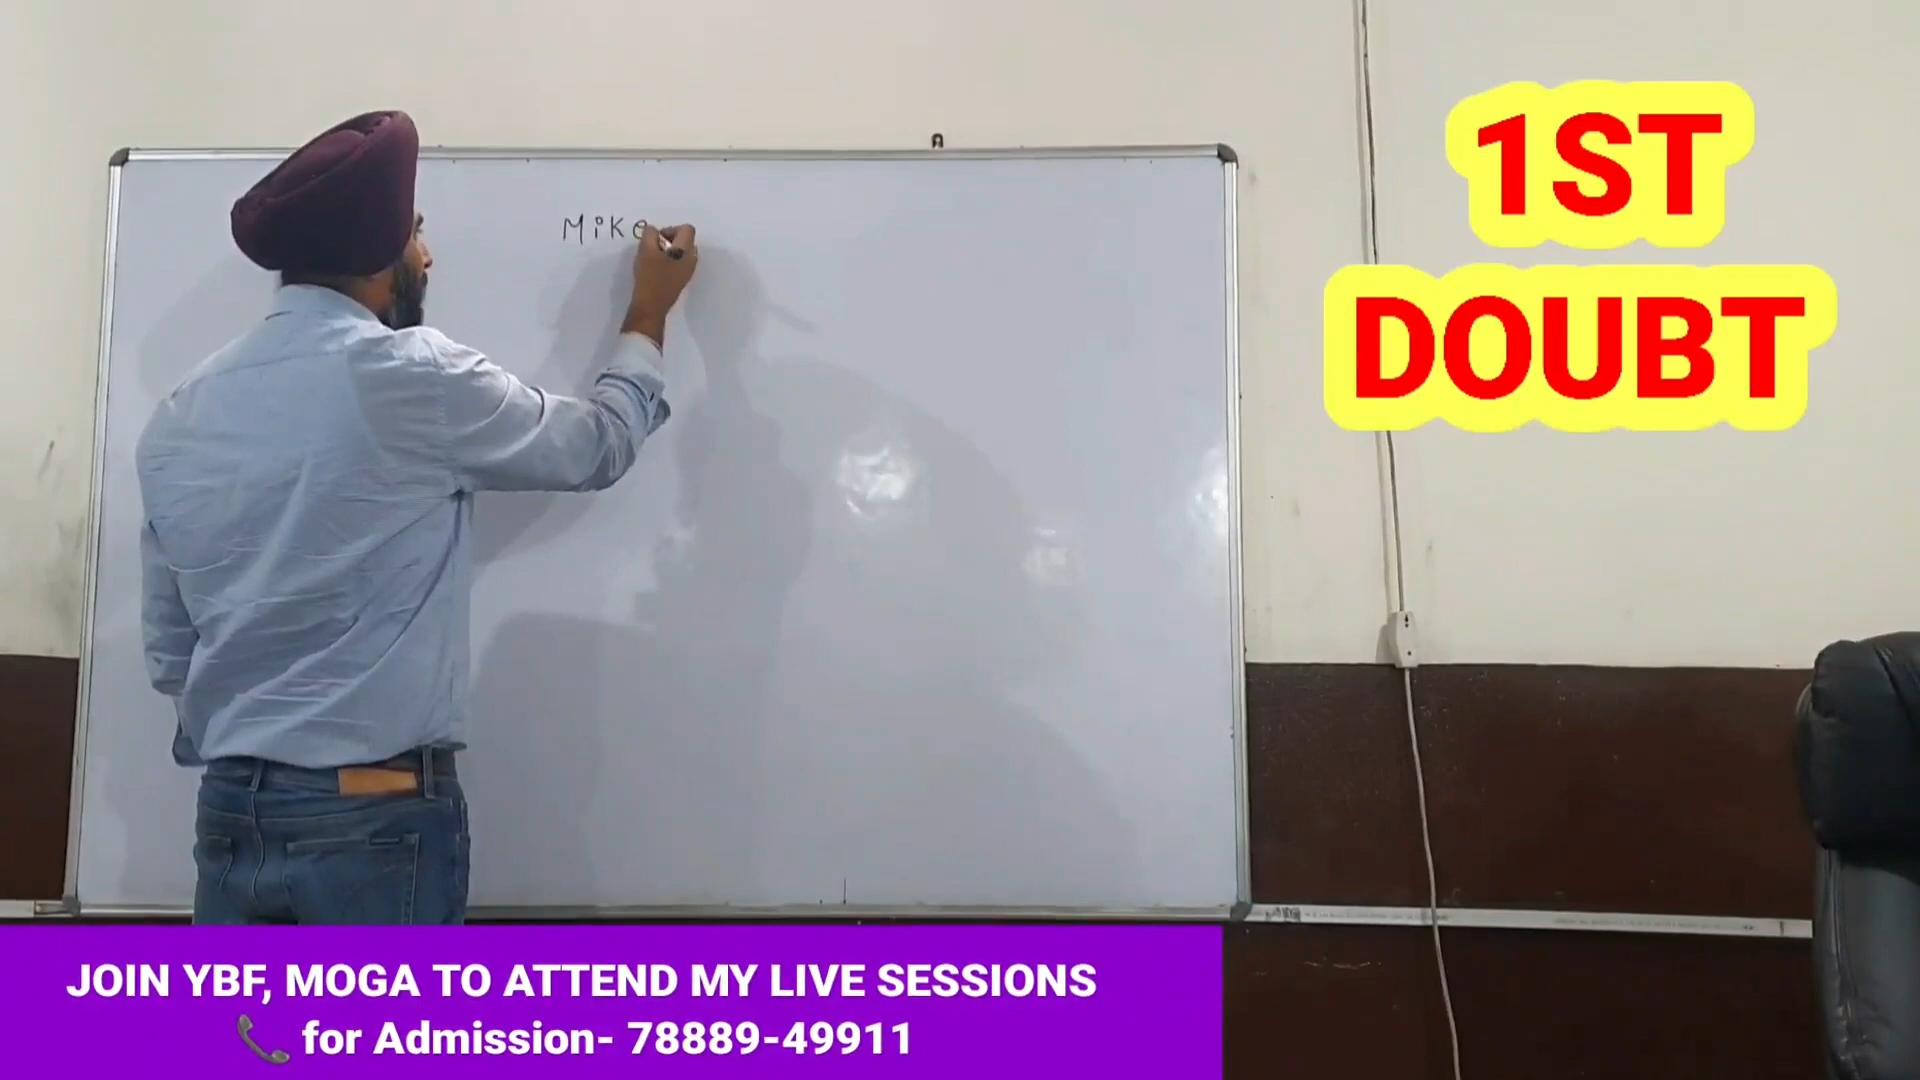 Mike
1ST
DOUBT
JOIN YBF, MOGA TO ATTEND MY LIVE SESSIONS
for Admission- 78889-49911